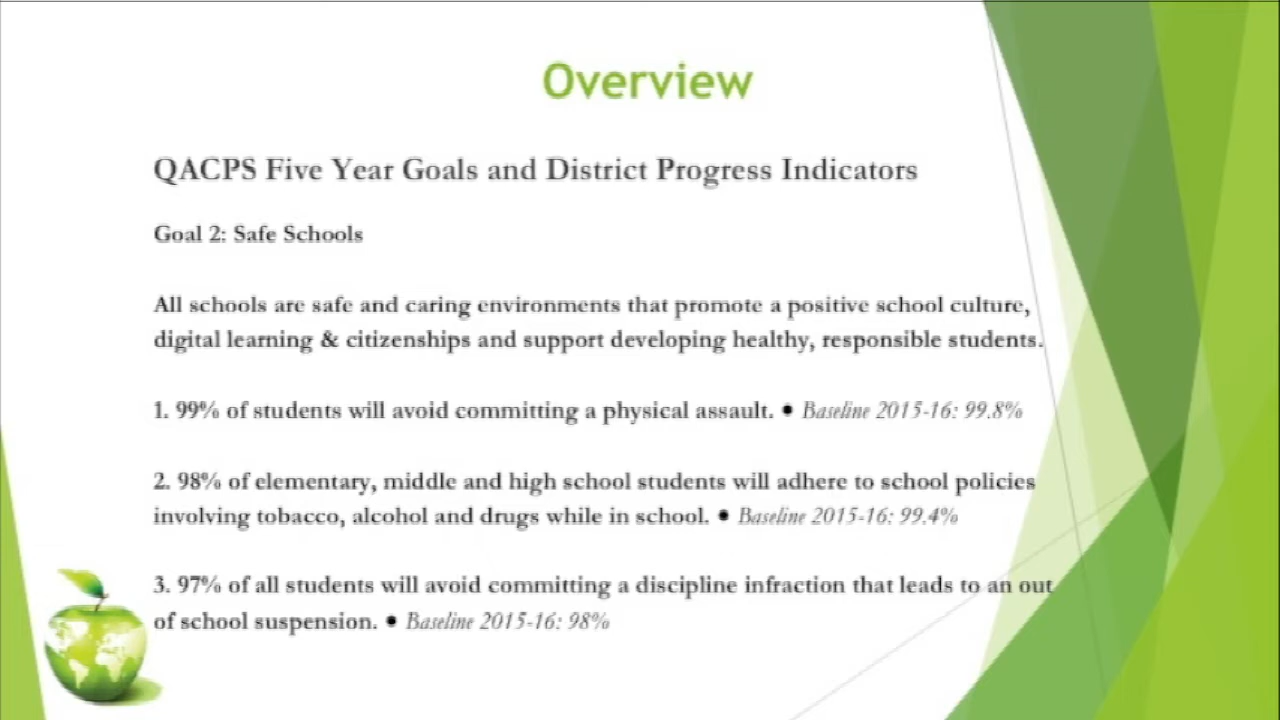 Overview
QACPS Five Year Goals and District Progress Indicators
Goal 2: Safe Schools
All schools are safe and caring environments that promote a positive school culture,
digital learning & citizenships and support developing healthy, responsible students.
1. 99% of students will avoid committing a physical assault. ● Baseline 2015-16: 99.8%
2. 98% of elementary, middle and high school students will adhere to school policies
involving tobacco, alcohol and drugs while in school. ● Baseline 2015-16: 99.4%
3. 97% of all students will avoid committing a discipline infraction that leads to an out
of school suspension. ● Baseline 2015-16: 98%